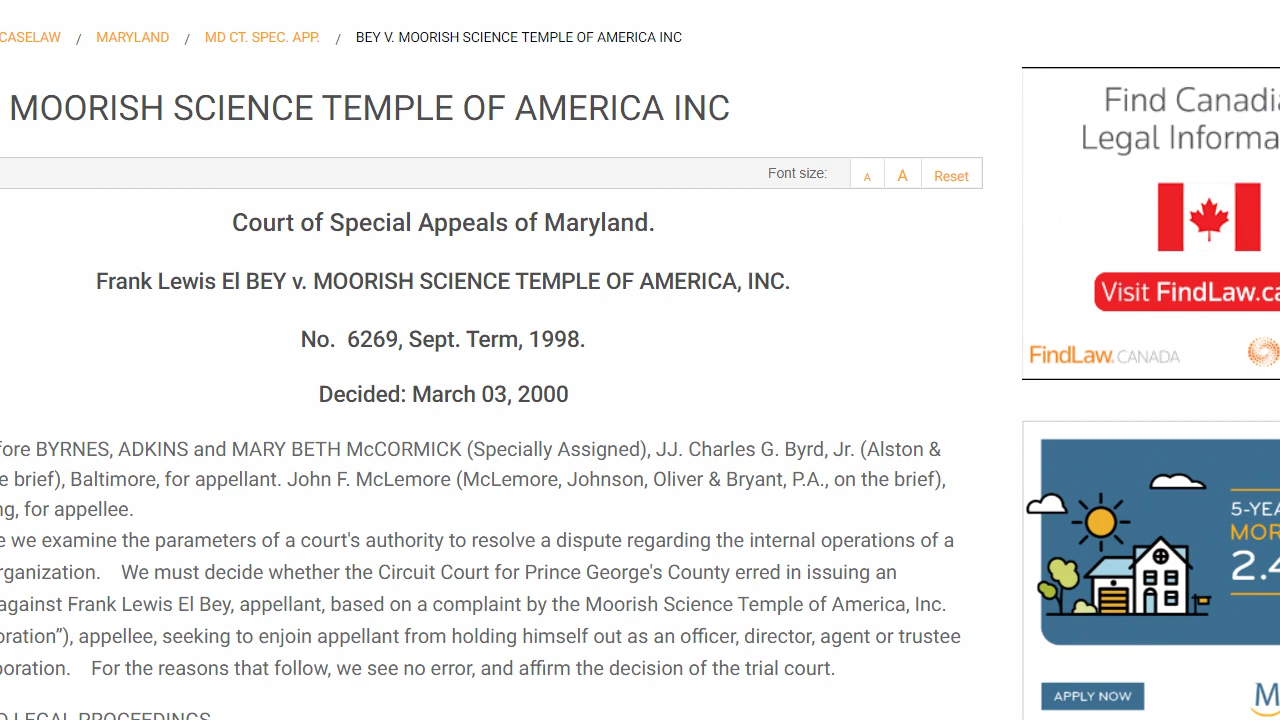 CASELAW / MARYLAND / MD CT. SPEC. APP. / BEY V. MOORISH SCIENCE TEMPLE OF AMERICA INC
MOORISH SCIENCE TEMPLE OF AMERICA INC
Font size: A A Reset
Court of Special Appeals of Maryland.
Frank Lewis El BEY v. MOORISH SCIENCE TEMPLE OF AMERICA, INC.
No. 6269, Sept. Term, 1998.
Decided: March 03, 2000
fore BYRNES, ADKINS and MARY BETH McCORMICK (Specially Assigned), JJ. Charles G. Byrd, Jr. (Alston &
e brief), Baltimore, for appellant. John F. McLemore (McLemore, Johnson, Oliver & Bryant, P.A., on the brief),
ng, for appellee.
e we examine the parameters of a court's authority to resolve a dispute regarding the internal operations of a
rganization. We must decide whether the Circuit Court for Prince George's County erred in issuing an
against Frank Lewis El Bey, appellant, based on a complaint by the Moorish Science Temple of America, Inc.
oration”), appellee, seeking to enjoin appellant from holding himself out as an officer, director, agent or trustee
poration. For the reasons that follow, we see no error, and affirm the decision of the trial court.
D LEGAL PROCEEDINGS
Find Canadia
Legal Informa
Visit FindLaw.ca
FindLaw.CANADA
5-YEA
MOR
2.4
APPLY NOW
M